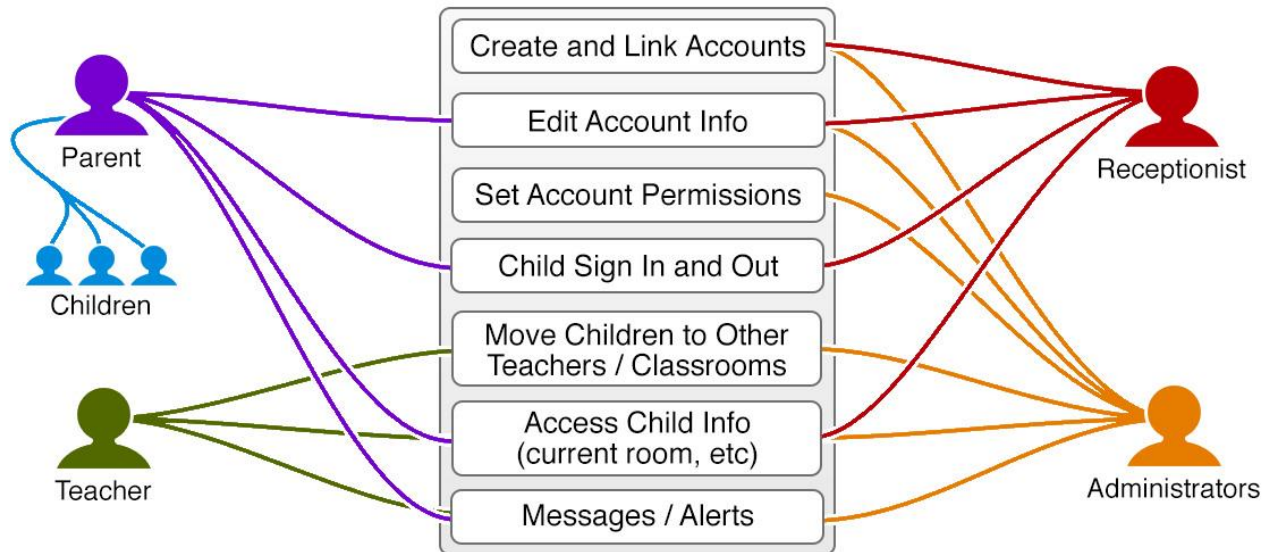 Create and Link Accounts
Edit Account Info
Set Account Permissions
Child Sign In and Out
Move Children to Other
Teachers / Classrooms
Access Child Info
(current room, etc)
Messages / Alerts
Parent
Children
Teacher
Receptionist
Administrators